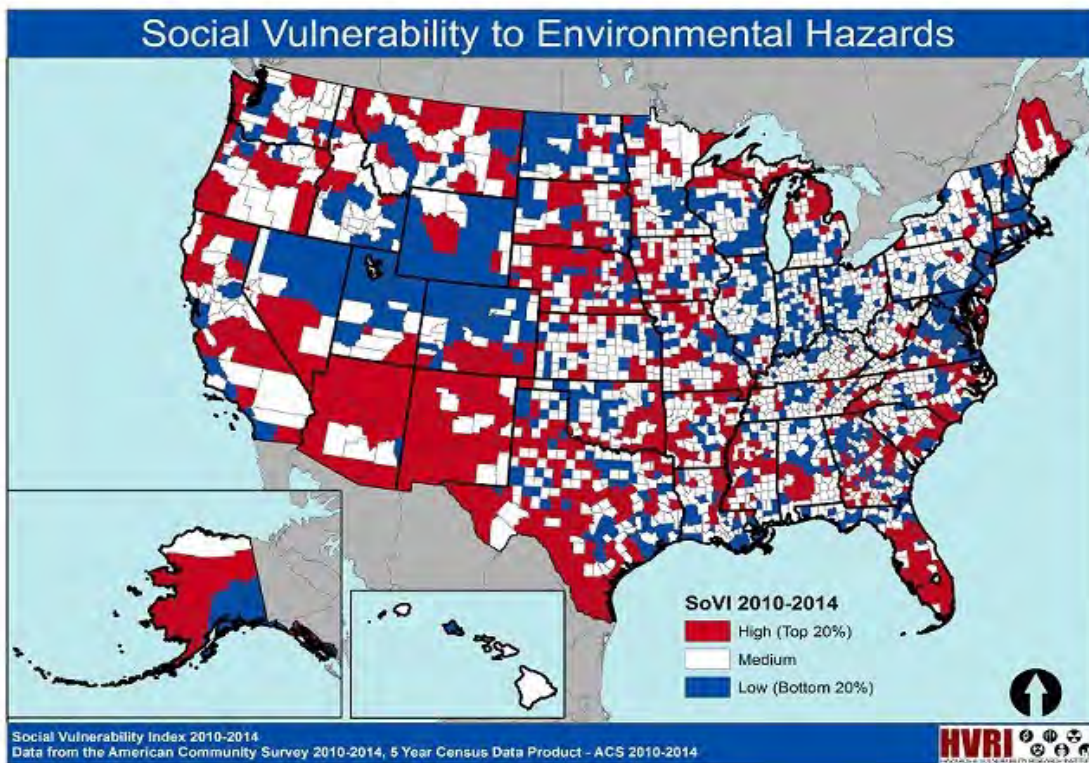 Social Vulnerability to Environmental Hazards
SoVI 2010-2014
High (Top 20%)
Medium
Low (Bottom 20%)
Social Vulnerability Index 2010-2014
Data from the American Community Survey 2010-2014, 5 Year Census Data Product - ACS 2010-2014
HVRI